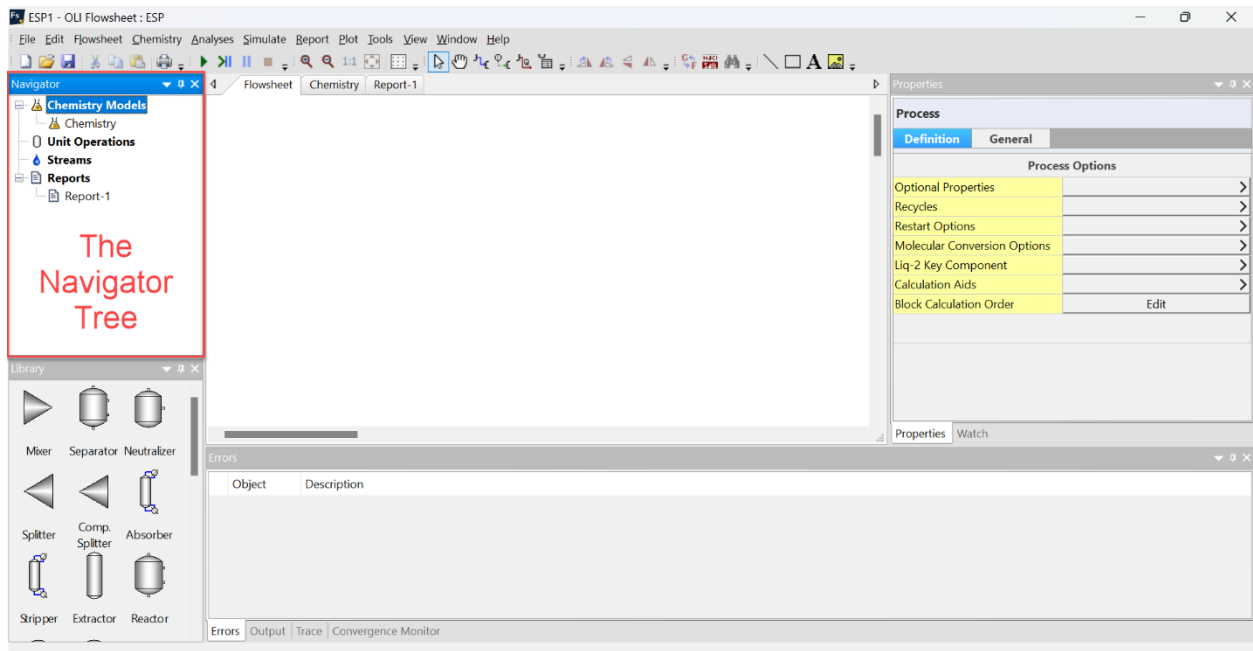 ESP1 - OLI Flowsheet : ESP
File Edit Flowsheet Chemistry Analyses Simulate Report Plot Tools View Window Help
1:1
A
Navigator
Chemistry Models
Chemistry
Unit Operations
Streams
Reports
Report-1
The
Navigator
Tree
Flowsheet Chemistry Report-1
Properties
Process
Definition General
Process Options
Optional Properties
Recycles
Restart Options
Molecular Conversion Options
Liq-2 Key Component
Calculation Aids
Block Calculation Order Edit
Properties Watch
Library
Mixer Separator Neutralizer
Splitter Comp. Splitter Absorber
Stripper Extractor Reactor
Errors
Object Description
Errors Output Trace Convergence Monitor